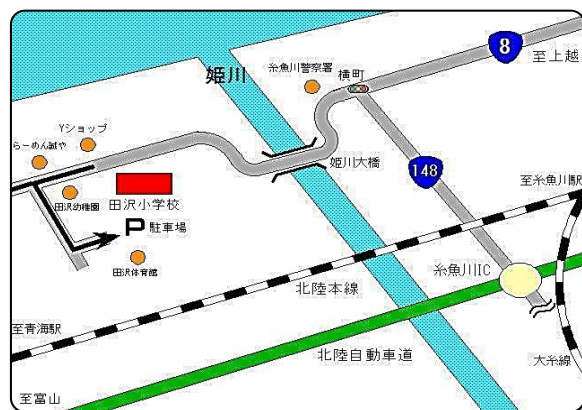 8
至上越
姫川
糸魚川警察署
横町
Yショップ
らーめん誠や
姫川大橋
148
至糸魚川駅
田沢幼稚園
田沢小学校
P 駐車場
田沢体育館
糸魚川IC
北陸本線
至青海駅
北陸自動車道
大糸線
至富山